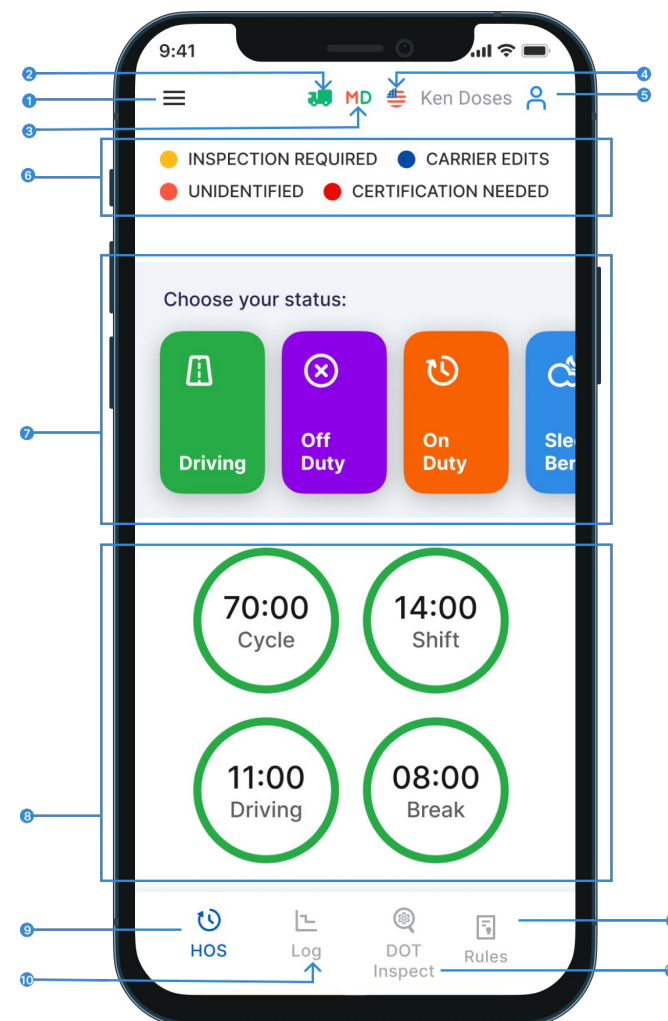 9:41
2
4
1
MD
Ken Doses
5
3
6
INSPECTION REQUIRED
CARRIER EDITS
UNIDENTIFIED
CERTIFICATION NEEDED
Choose your status:
7
Driving
Off
Duty
On
Duty
Sle
Ber
70:00
Cycle
14:00
Shift
8
11:00
Driving
08:00
Break
9
HOS
Log
DOT
Inspect
Rules
10